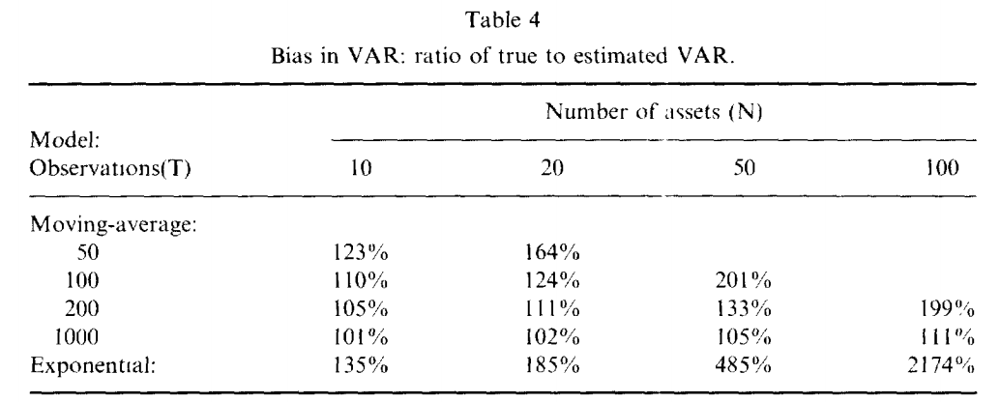 Table 4
Bias in VAR: ratio of true to estimated VAR.
Number of assets (N)
Model:
Observations(T) 10 20 50 100
Moving-average:
50 123% 164%
100 110% 124% 201%
200 105% 111% 133% 199%
1000 101% 102% 105% 111%
Exponential: 135% 185% 485% 2174%